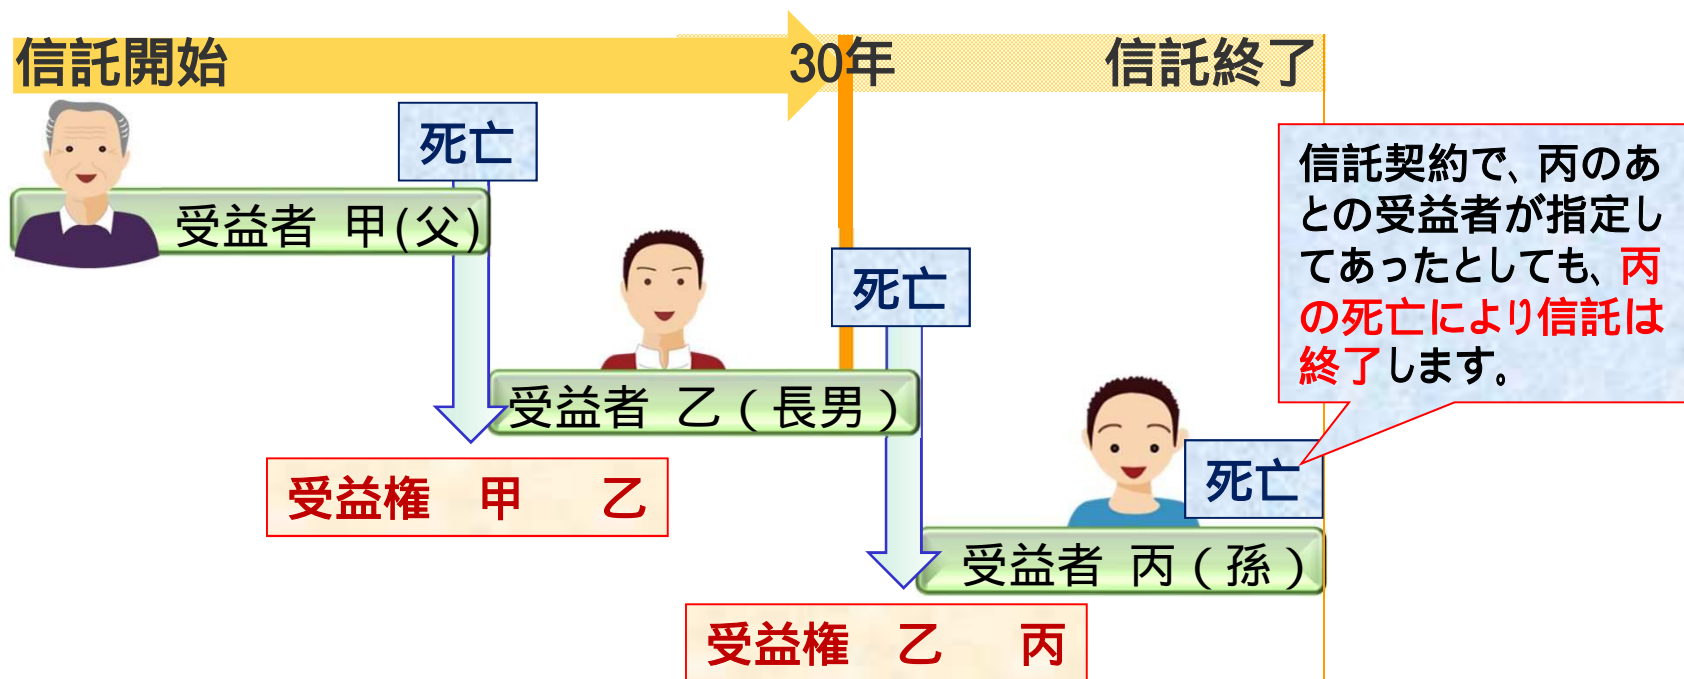 信託開始
30年
信託終了
死亡
受益者 甲(父)
信託契約で、丙のあ
との受益者が指定し
てあったとしても、丙
の死亡により信託は
終了します。
死亡
受益者 乙(長男)
受益権 甲 乙
死亡
受益者 丙(孫)
受益権 乙 丙